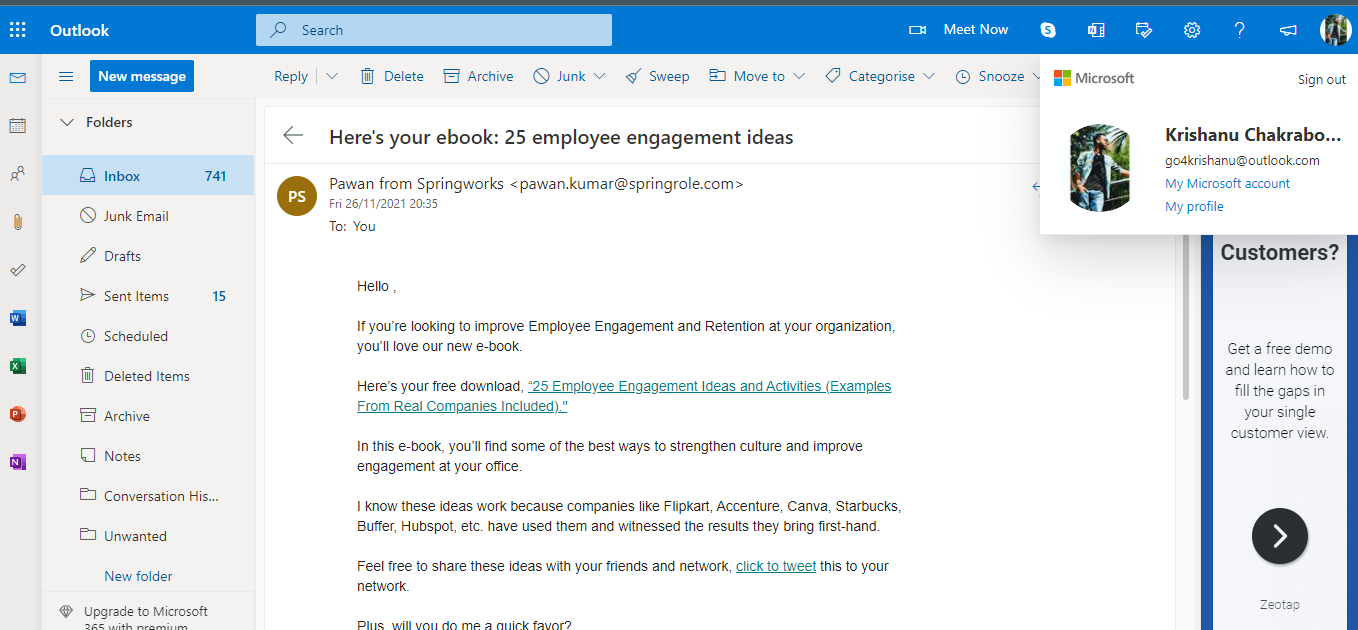 Outlook
Search
Meet Now
New message
Reply
Delete
Archive
Junk
Sweep
Move to
Categorise
Snooze
Microsoft
Sign out
Krishanu Chakrabo...
go4krishanu@outlook.com
My Microsoft account
My profile
Folders
Inbox 741
Junk Email
Drafts
Sent Items 15
Scheduled
Deleted Items
Archive
Notes
Conversation His...
Unwanted
New folder
Upgrade to Microsoft
365 with premium
Here's your ebook: 25 employee engagement ideas
PS
Pawan from Springworks <pawan.kumar@springrole.com>
Fri 26/11/2021 20:35
To: You
Hello ,
If you’re looking to improve Employee Engagement and Retention at your organization,
you’ll love our new e-book.
Here’s your free download, “25 Employee Engagement Ideas and Activities (Examples
From Real Companies Included)."
In this e-book, you’ll find some of the best ways to strengthen culture and improve
engagement at your office.
I know these ideas work because companies like Flipkart, Accenture, Canva, Starbucks,
Buffer, Hubspot, etc. have used them and witnessed the results they bring first-hand.
Feel free to share these ideas with your friends and network, click to tweet this to your
network.
Plus, will you do me a quick favor?
Customers?
Get a free demo
and learn how to
fill the gaps in
your single
customer view.
Zeotap